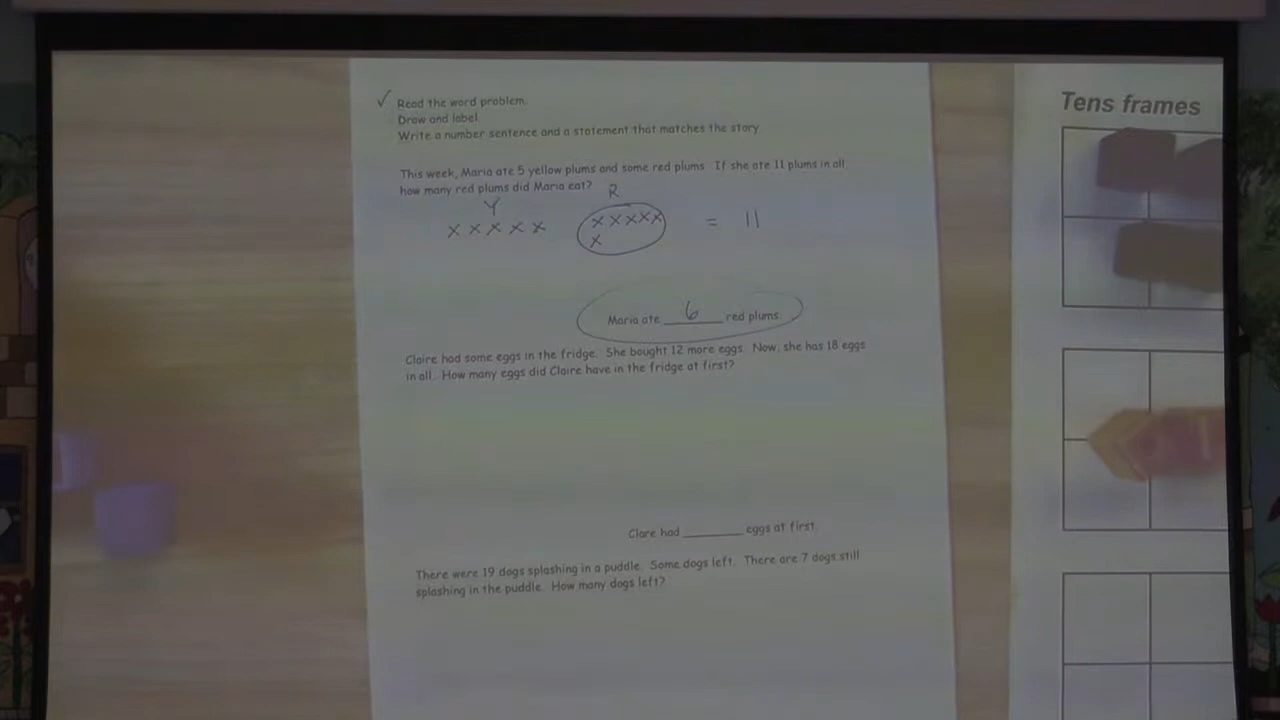 ✓ Read the word problem.
Draw and label.
Write a number sentence and a statement that matches the story.
Tens frames
This week, Maria ate 5 yellow plums and some red plums. If she ate 11 plums in all
how many red plums did Maria eat?
Y R
x x x x x x x x x x = 11
x
Maria ate 6 red plums.
Claire had some eggs in the fridge. She bought 12 more eggs. Now, she has 18 eggs
in all. How many eggs did Claire have in the fridge at first?
Clare had ______ eggs at first.
There were 19 dogs splashing in a puddle. Some dogs left. There are 7 dogs still
splashing in the puddle. How many dogs left?